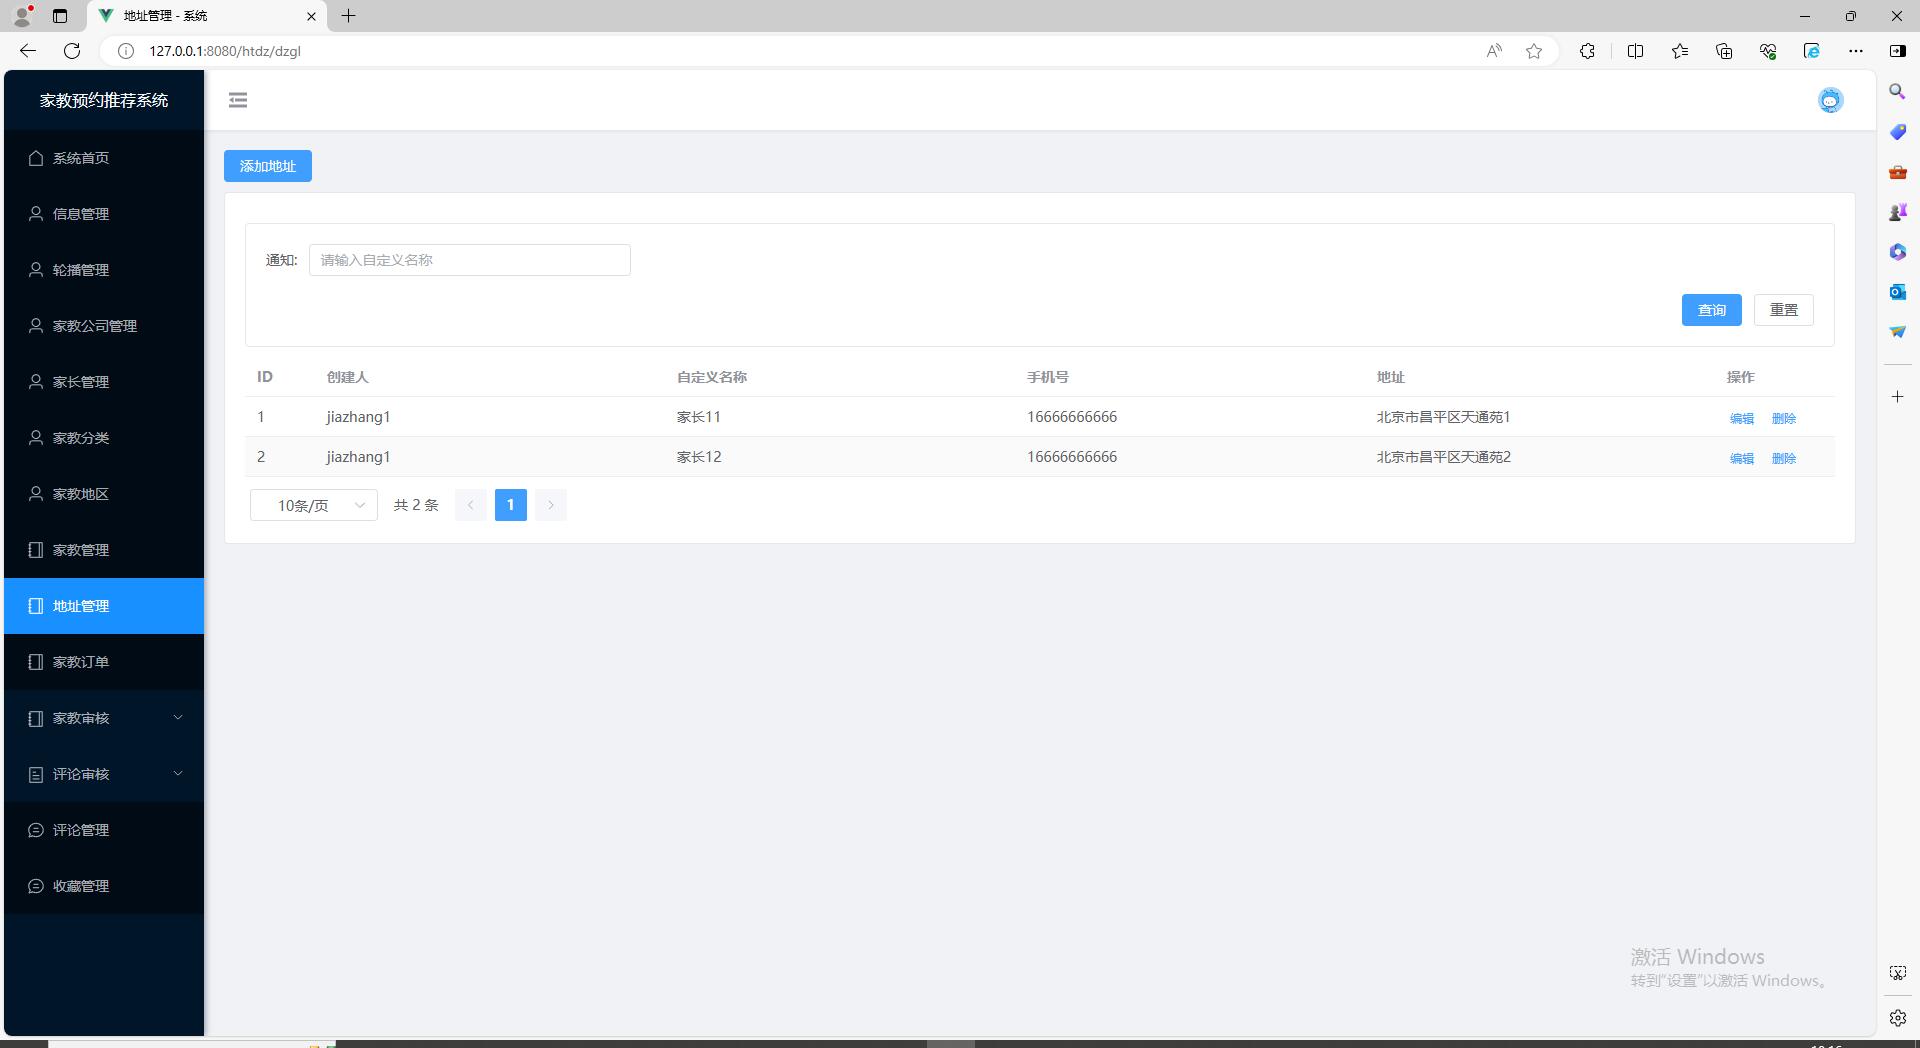 地址管理 - 系统
127.0.0.1:8080/htdz/dzgl
家教预约推荐系统
系统首页
信息管理
轮播管理
家教公司管理
家长管理
家教分类
家教地区
家教管理
地址管理
家教订单
家教审核
评论审核
评论管理
收藏管理
添加地址
通知: 请输入自定义名称
查询 重置
ID 创建人 自定义名称 手机号 地址 操作
1 jiazhang1 家长11 16666666666 北京市昌平区天通苑1 编辑 删除
2 jiazhang1 家长12 16666666666 北京市昌平区天通苑2 编辑 删除
10条/页 共 2 条 1
激活 Windows
转到“设置”以激活 Windows。